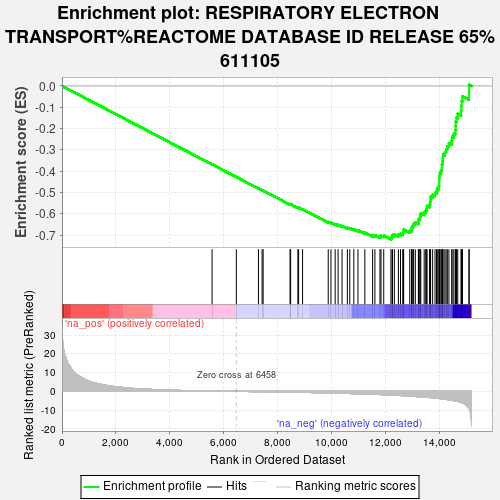 Enrichment plot: RESPIRATORY ELECTRON
TRANSPORT%REACTOME DATABASE ID RELEASE 65%
611105
Enrichment score (ES)
0.0
-0.1
-0.2
-0.3
-0.4
-0.5
-0.6
-0.7
'na_pos' (positively correlated)
Ranked list metric (PreRanked)
30
20
10
0
-10
-20
Zero cross at 6458
'na_neg' (negatively correlated)
0
2,000
4,000
6,000
8,000
10,000
12,000
14,000
Rank in Ordered Dataset
Enrichment profile
Hits
Ranking metric scores